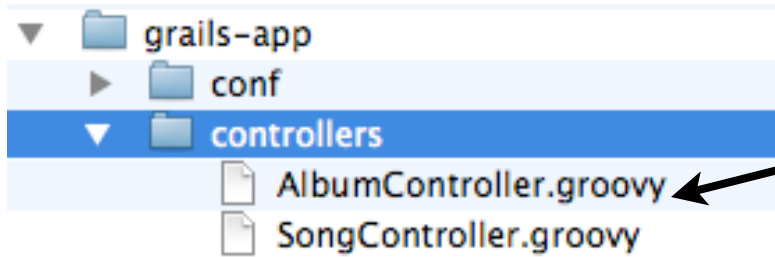 grails-app
conf
controllers
AlbumController.groovy
SongController.groovy